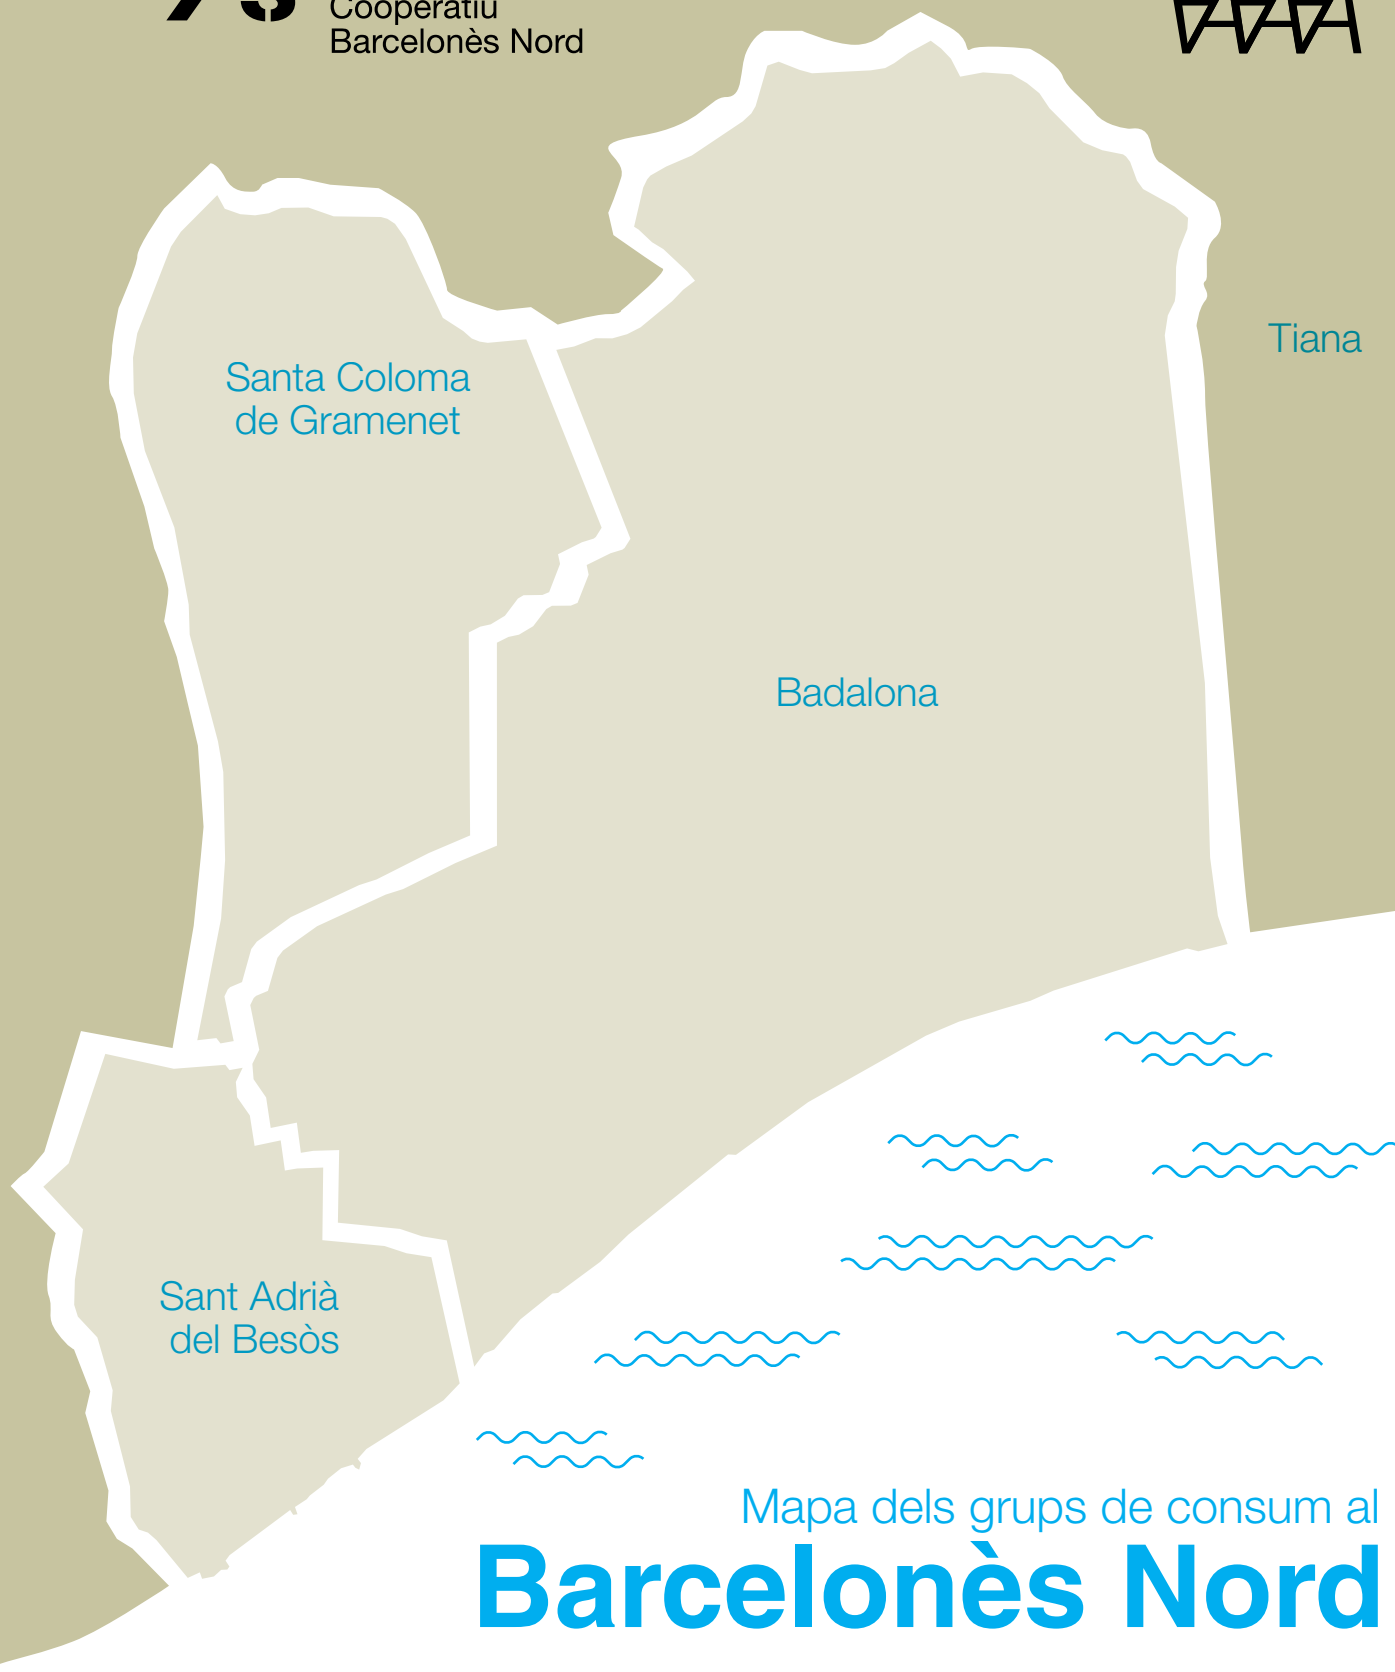 Cooperatiu
Barcelonès Nord
Tiana
Santa Coloma
de Gramenet
Badalona
Sant Adrià
del Besòs
Mapa dels grups de consum al
Barcelonès Nord